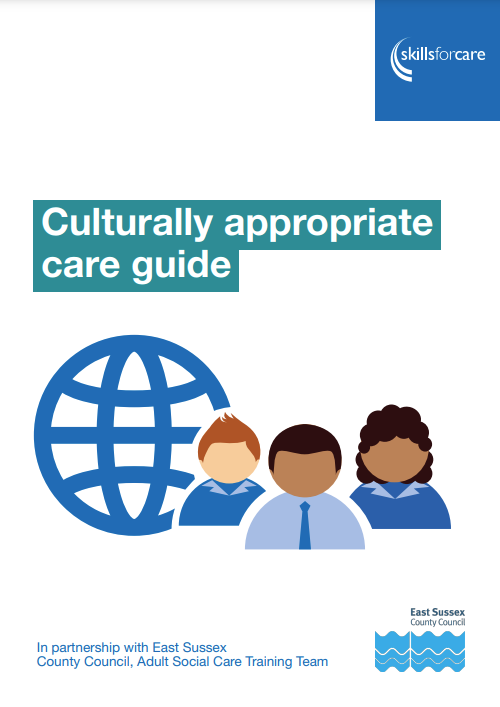 skillsforcare
Culturally appropriate
care guide
East Sussex
County Council
In partnership with East Sussex
County Council, Adult Social Care Training Team